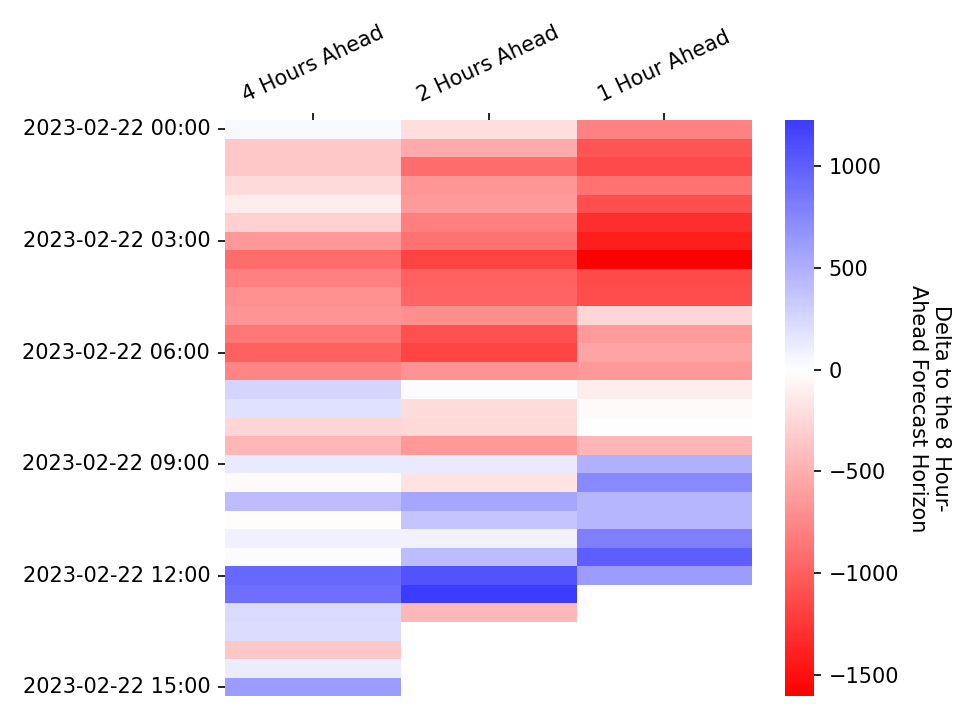 4 Hours Ahead
2 Hours Ahead
1 Hour Ahead
2023-02-22 00:00
2023-02-22 03:00
2023-02-22 06:00
2023-02-22 09:00
2023-02-22 12:00
2023-02-22 15:00
1000
500
0
−500
−1000
−1500
Delta to the 8 Hour-
Ahead Forecast Horizon